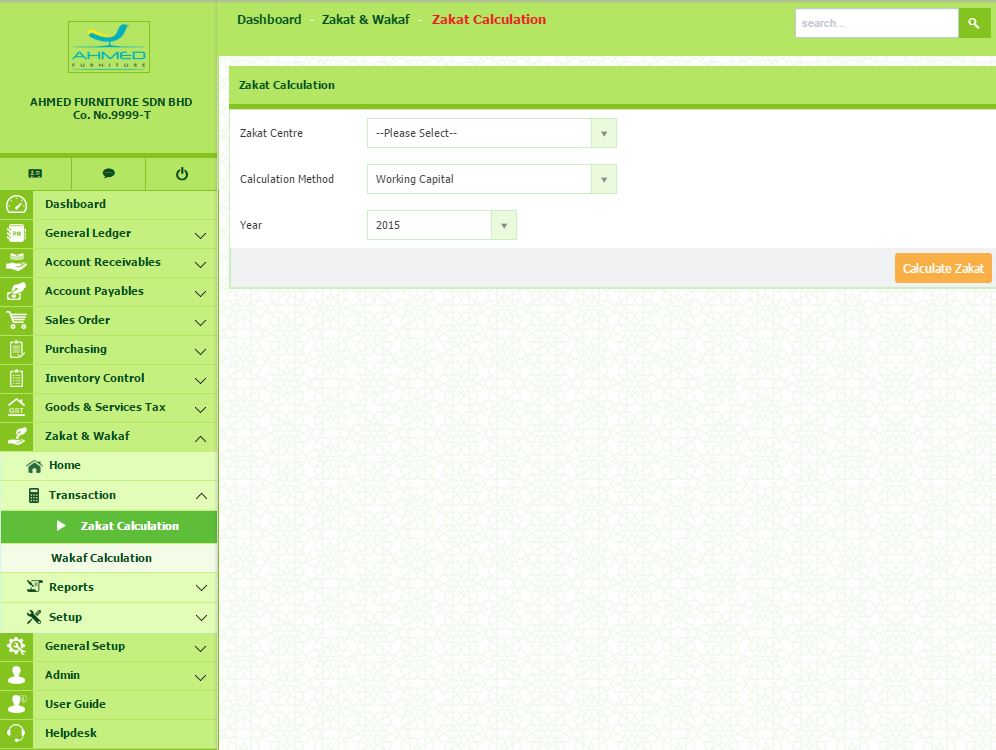 AHMED
FURNITURE
AHMED FURNITURE SDN BHD
Co. No.9999-T
Dashboard - Zakat & Wakaf - Zakat Calculation
search...
Dashboard
RM
General Ledger
Account Receivables
Account Payables
Sales Order
Purchasing
Inventory Control
GST
Goods & Services Tax
Zakat & Wakaf
Home
Transaction
Zakat Calculation
Wakaf Calculation
Reports
Setup
General Setup
Admin
User Guide
Helpdesk
Zakat Calculation
Zakat Centre
--Please Select--
Calculation Method
Working Capital
Year
2015
Calculate Zakat